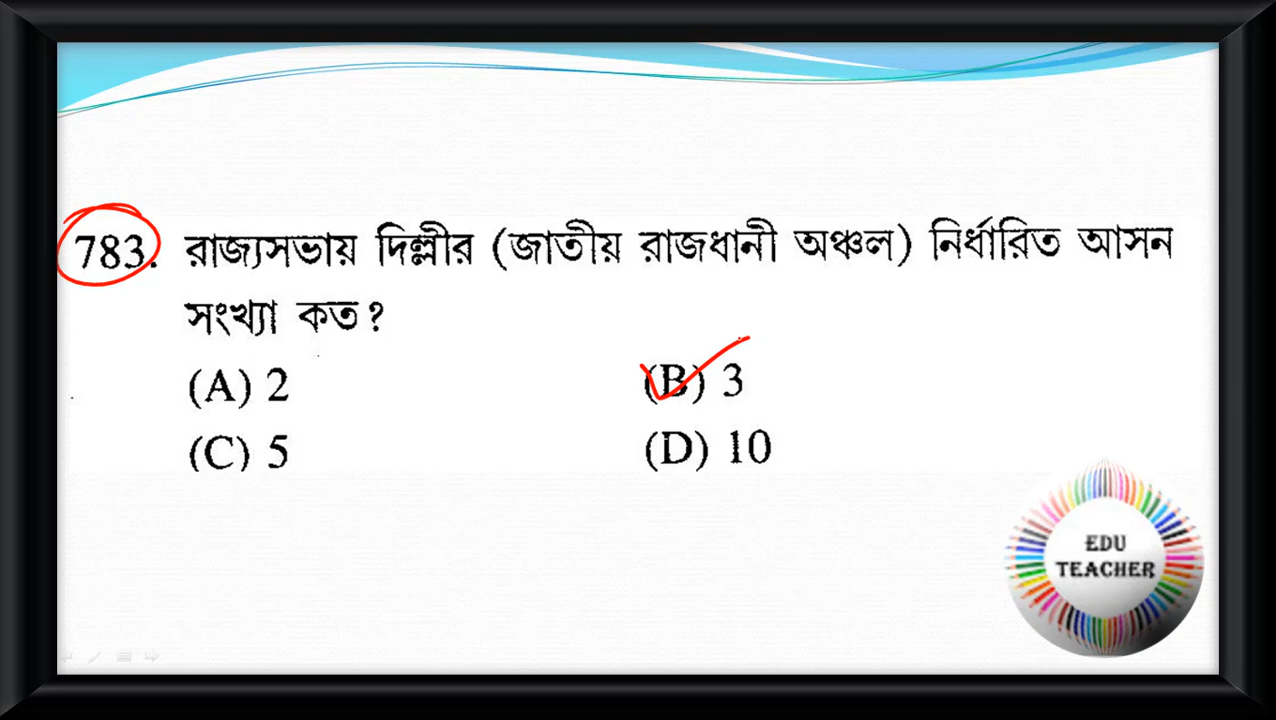 783. রাজ্যসভায় দিল্লীর (জাতীয় রাজধানী অঞ্চল) নির্ধারিত আসন
সংখ্যা কত?
(A) 2 (B) 3
(C) 5 (D) 10
EDU
TEACHER